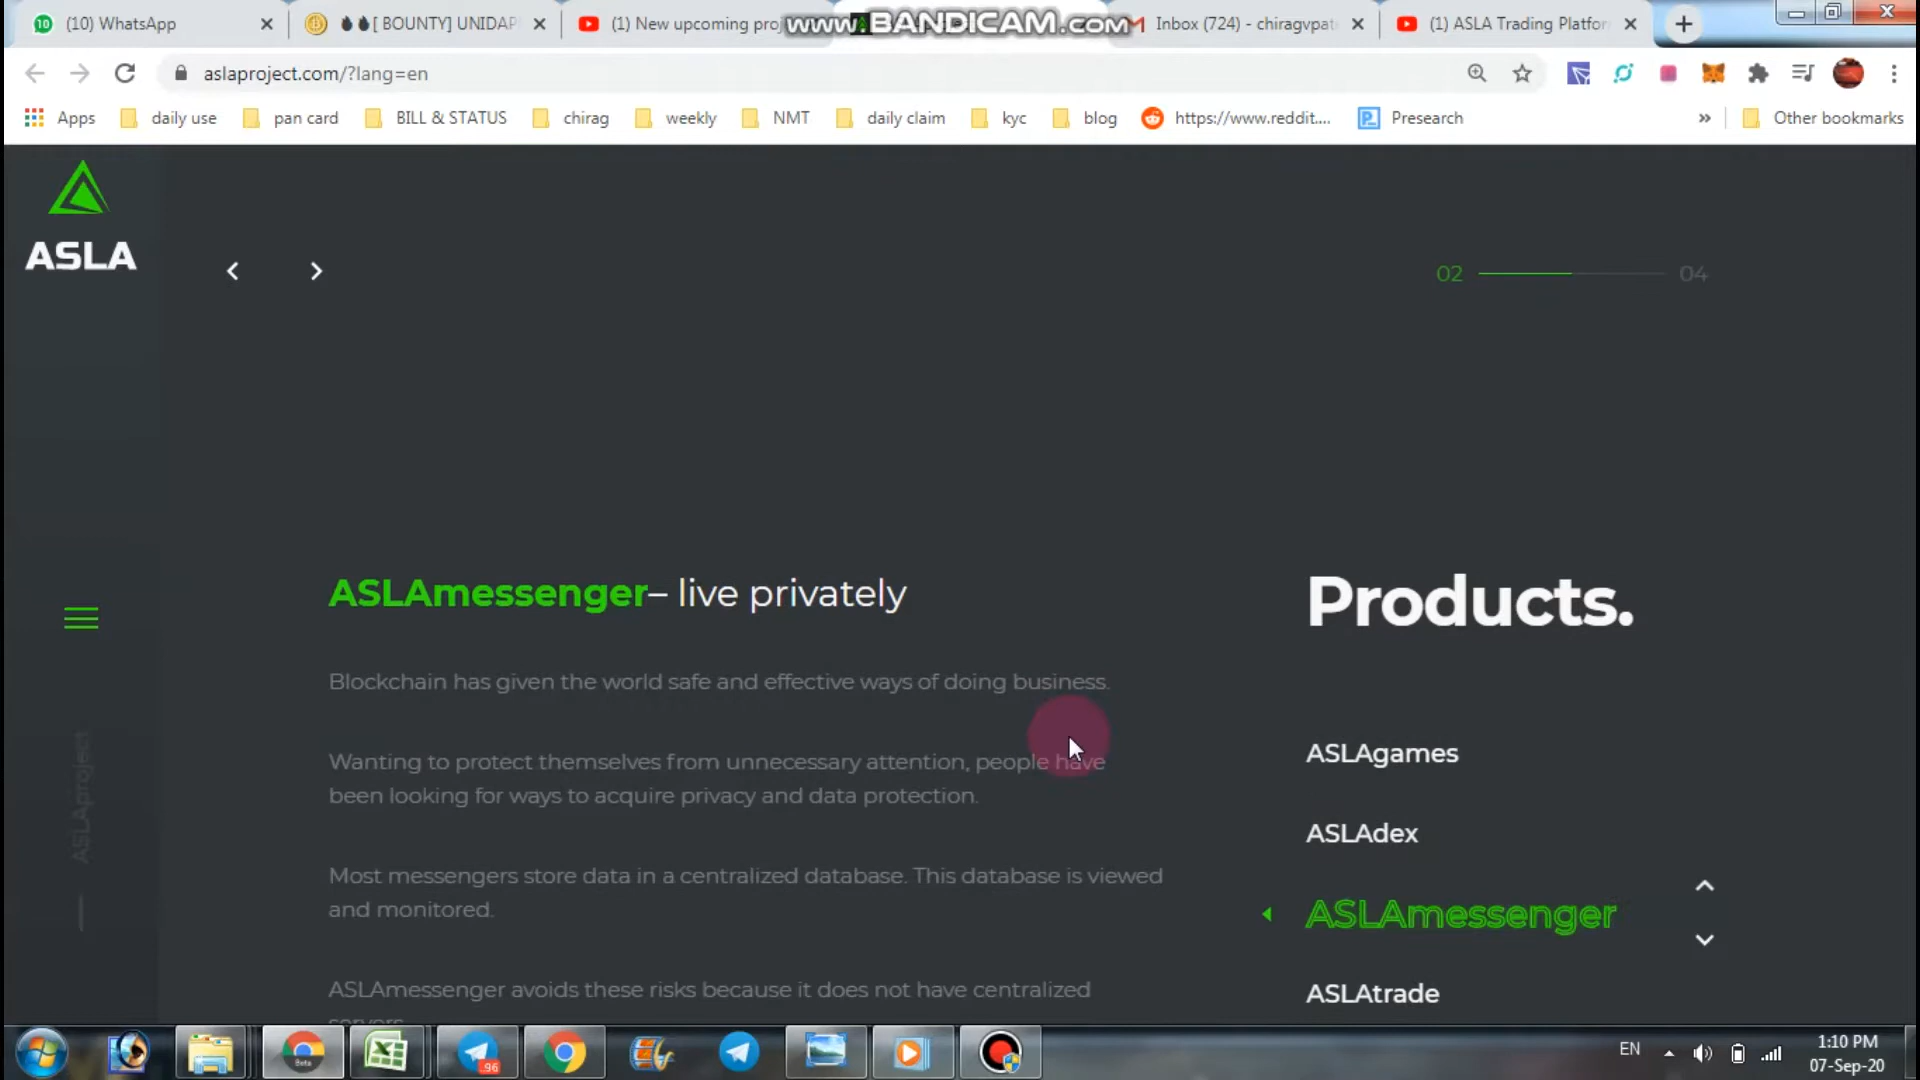 (10) WhatsApp
[ BOUNTY] UNIDAP
(1) New upcoming proj
www.BANDICAM.com
Inbox (724) - chiragvpat
(1) ASLA Trading Platfor
aslaproject.com/?lang=en
Apps
daily use
pan card
BILL & STATUS
chirag
weekly
NMT
daily claim
kyc
blog
https://www.reddit....
Presearch
»
Other bookmarks
ASLA
02
04
ASLAmessenger– live privately
Products.
Blockchain has given the world safe and effective ways of doing business.
Wanting to protect themselves from unnecessary attention, people have
been looking for ways to acquire privacy and data protection.
Most messengers store data in a centralized database. This database is viewed
and monitored.
ASLAmessenger avoids these risks because it does not have centralized
servers
ASLAgames
ASLAdex
ASLAmessenger
ASLAtrade
ASLAproject
Beta
96
EN
1:10 PM
07-Sep-20